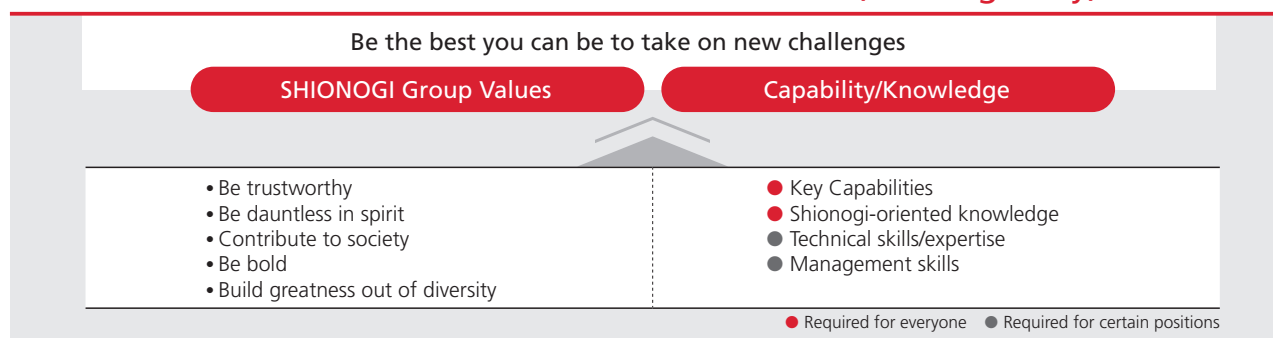 Be the best you can be to take on new challenges
SHIONOGI Group Values
Capability/Knowledge
• Be trustworthy
• Be dauntless in spirit
• Contribute to society
• Be bold
• Build greatness out of diversity
● Key Capabilities
● Shionogi-oriented knowledge
● Technical skills/expertise
● Management skills
● Required for everyone ● Required for certain positions